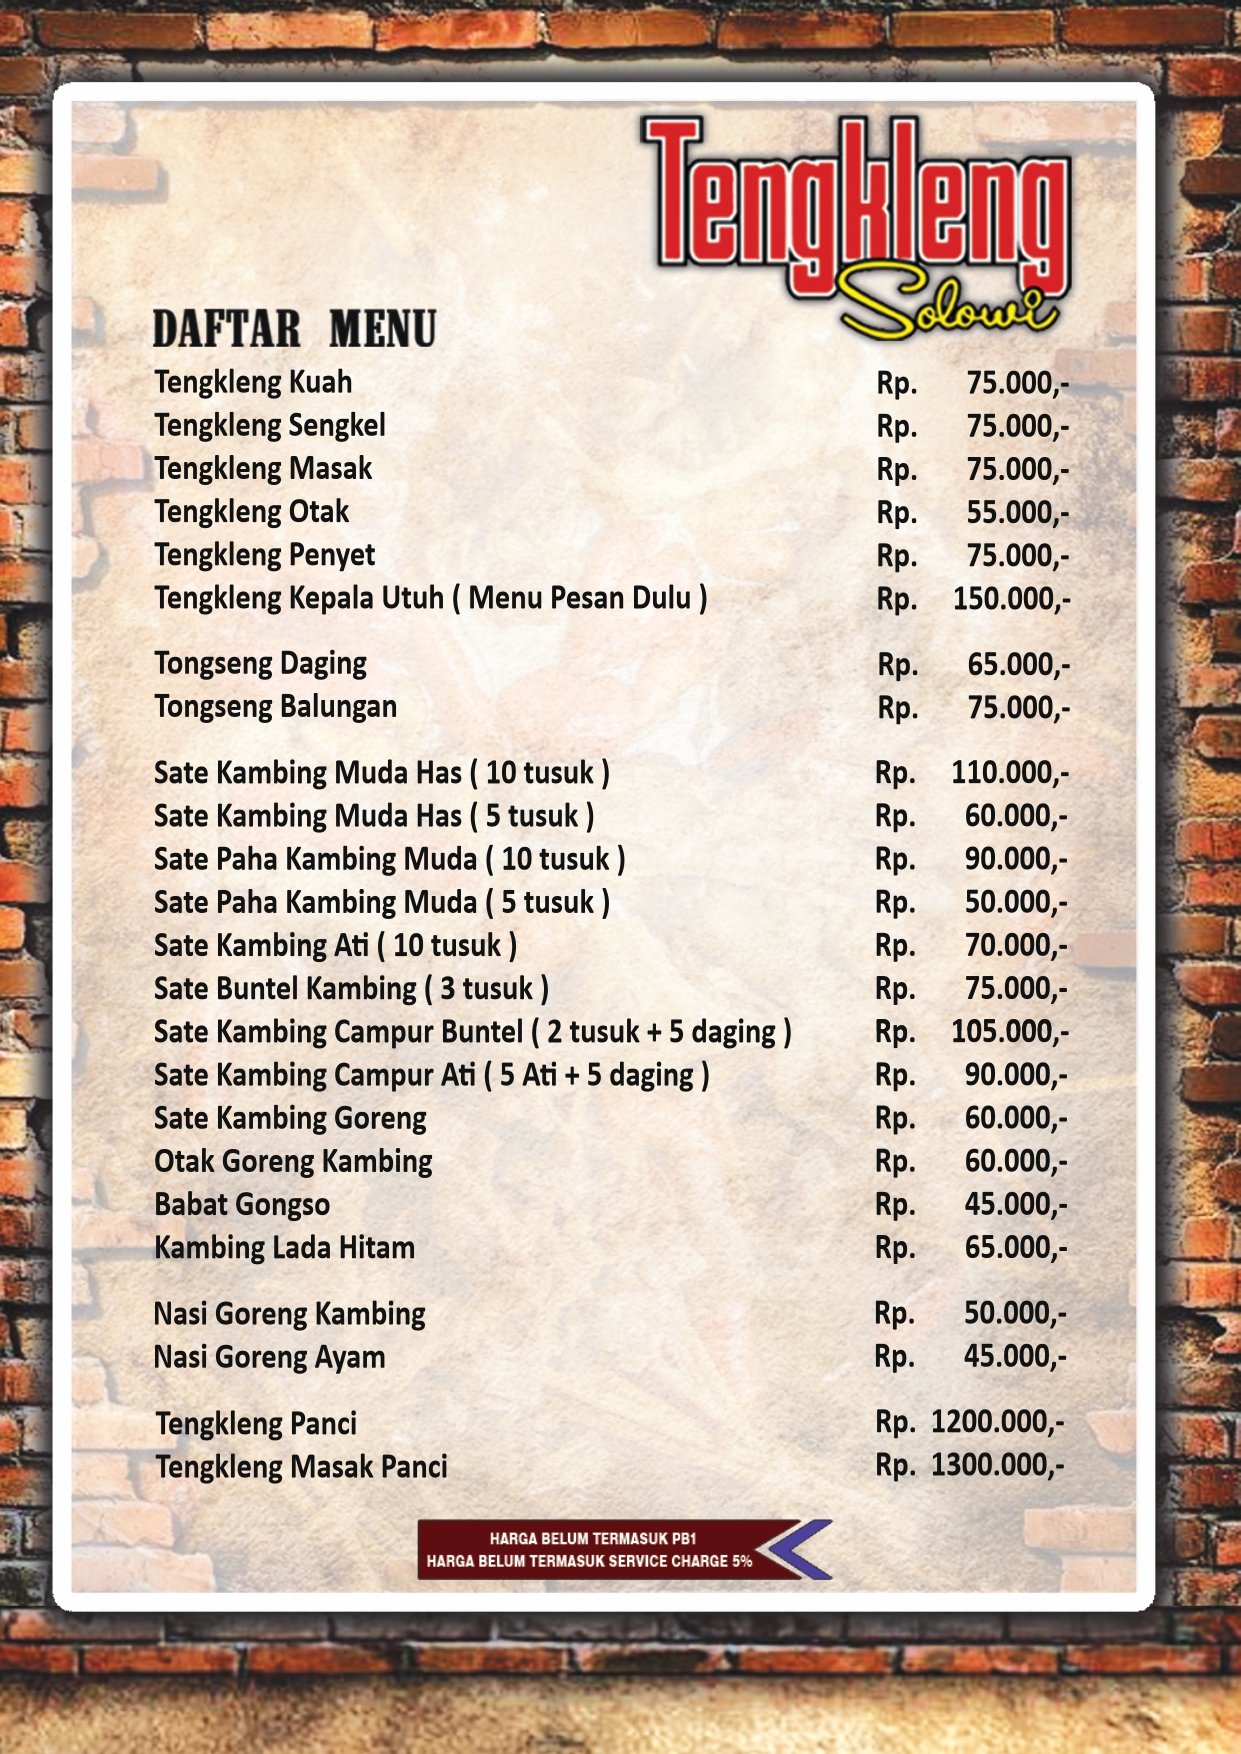 Tengkleng
Solowi
DAFTAR MENU
Tengkleng Kuah Rp. 75.000,-
Tengkleng Sengkel Rp. 75.000,-
Tengkleng Masak Rp. 75.000,-
Tengkleng Otak Rp. 55.000,-
Tengkleng Penyet Rp. 75.000,-
Tengkleng Kepala Utuh ( Menu Pesan Dulu ) Rp. 150.000,-
Tongseng Daging Rp. 65.000,-
Tongseng Balungan Rp. 75.000,-
Sate Kambing Muda Has ( 10 tusuk ) Rp. 110.000,-
Sate Kambing Muda Has ( 5 tusuk ) Rp. 60.000,-
Sate Paha Kambing Muda ( 10 tusuk ) Rp. 90.000,-
Sate Paha Kambing Muda ( 5 tusuk ) Rp. 50.000,-
Sate Kambing Ati ( 10 tusuk ) Rp. 70.000,-
Sate Buntel Kambing ( 3 tusuk ) Rp. 75.000,-
Sate Kambing Campur Buntel ( 2 tusuk + 5 daging ) Rp. 105.000,-
Sate Kambing Campur Ati ( 5 Ati + 5 daging ) Rp. 90.000,-
Sate Kambing Goreng Rp. 60.000,-
Otak Goreng Kambing Rp. 60.000,-
Babat Gongso Rp. 45.000,-
Kambing Lada Hitam Rp. 65.000,-
Nasi Goreng Kambing Rp. 50.000,-
Nasi Goreng Ayam Rp. 45.000,-
Tengkleng Panci Rp. 1200.000,-
Tengkleng Masak Panci Rp. 1300.000,-
HARGA BELUM TERMASUK PB1
HARGA BELUM TERMASUK SERVICE CHARGE 5%